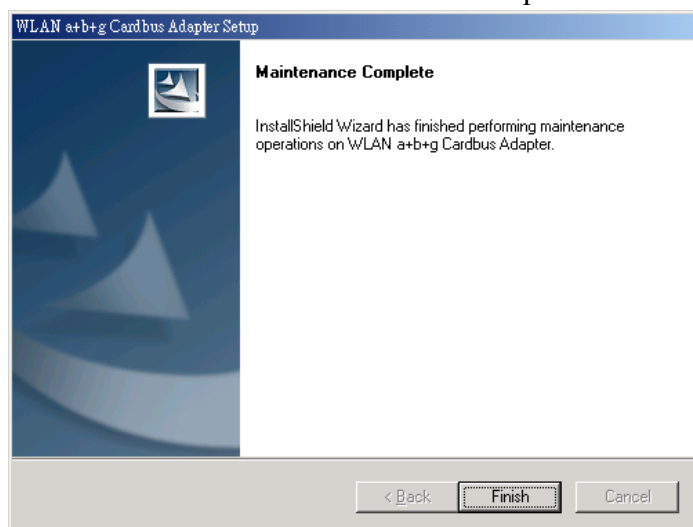 WLAN a+b+g Cardbus Adapter Setup
Maintenance Complete
InstallShield Wizard has finished performing maintenance
operations on WLAN a+b+g Cardbus Adapter.
< Back
Finish
Cancel